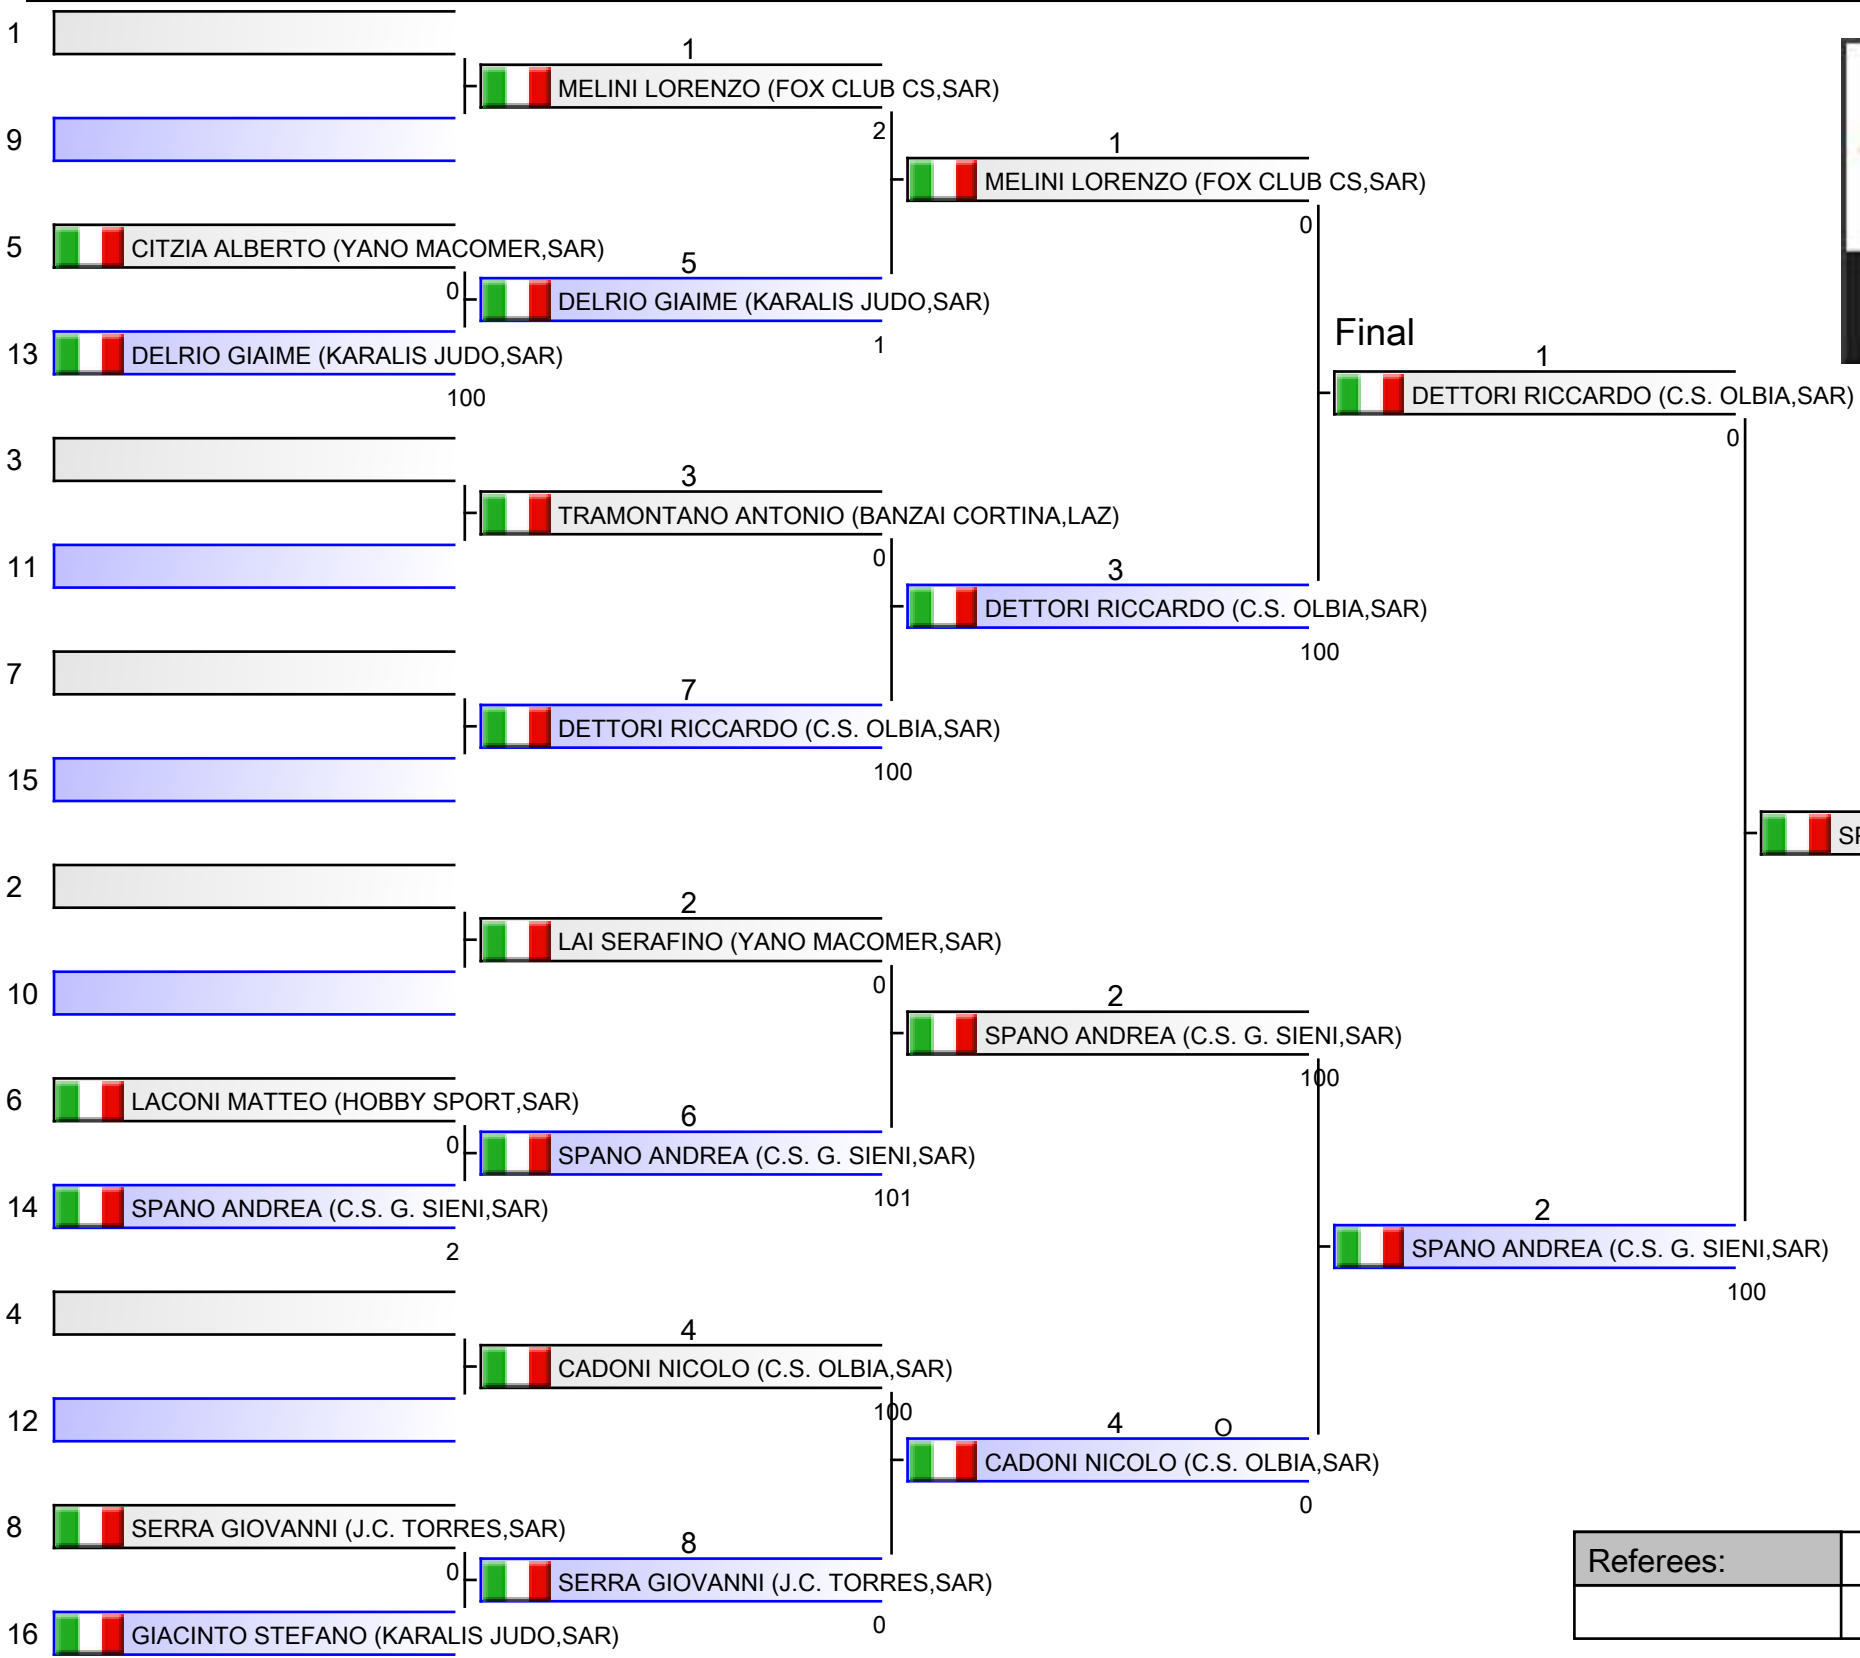 1
1
MELINI LORENZO (FOX CLUB CS,SAR)
9
2
1
MELINI LORENZO (FOX CLUB CS,SAR)
0
5
CITZIA ALBERTO (YANO MACOMER,SAR)
5
0
DELRIO GIAIME (KARALIS JUDO,SAR)
13
DELRIO GIAIME (KARALIS JUDO,SAR)
1
100
Final
1
DETTORI RICCARDO (C.S. OLBIA,SAR)
0
3
3
TRAMONTANO ANTONIO (BANZAI CORTINA,LAZ)
11
0
3
DETTORI RICCARDO (C.S. OLBIA,SAR)
100
7
7
DETTORI RICCARDO (C.S. OLBIA,SAR)
15
100
2
2
LAI SERAFINO (YANO MACOMER,SAR)
10
0
2
SPANO ANDREA (C.S. G. SIENI,SAR)
100
6
LACONI MATTEO (HOBBY SPORT,SAR)
6
0
SPANO ANDREA (C.S. G. SIENI,SAR)
14
SPANO ANDREA (C.S. G. SIENI,SAR)
101
2
2
SPANO ANDREA (C.S. G. SIENI,SAR)
100
4
4
CADONI NICOLO (C.S. OLBIA,SAR)
12
100
4 O
CADONI NICOLO (C.S. OLBIA,SAR)
0
8
SERRA GIOVANNI (J.C. TORRES,SAR)
8
0
SERRA GIOVANNI (J.C. TORRES,SAR)
16
GIACINTO STEFANO (KARALIS JUDO,SAR)
0
Referees: